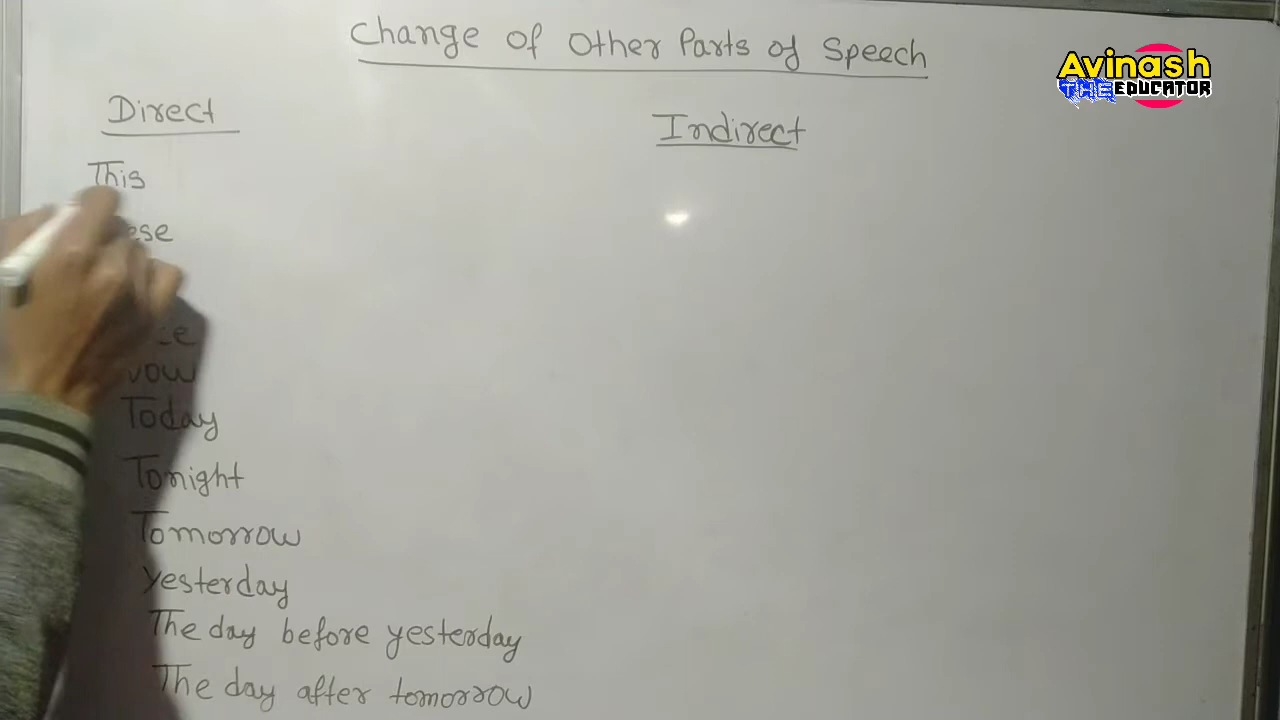 Change of Other Parts of Speech
Avinash
THE EDUCATOR
Direct
Indirect
This
Today
Tonight
Tomorrow
Yesterday
The day before yesterday
The day after tomorrow